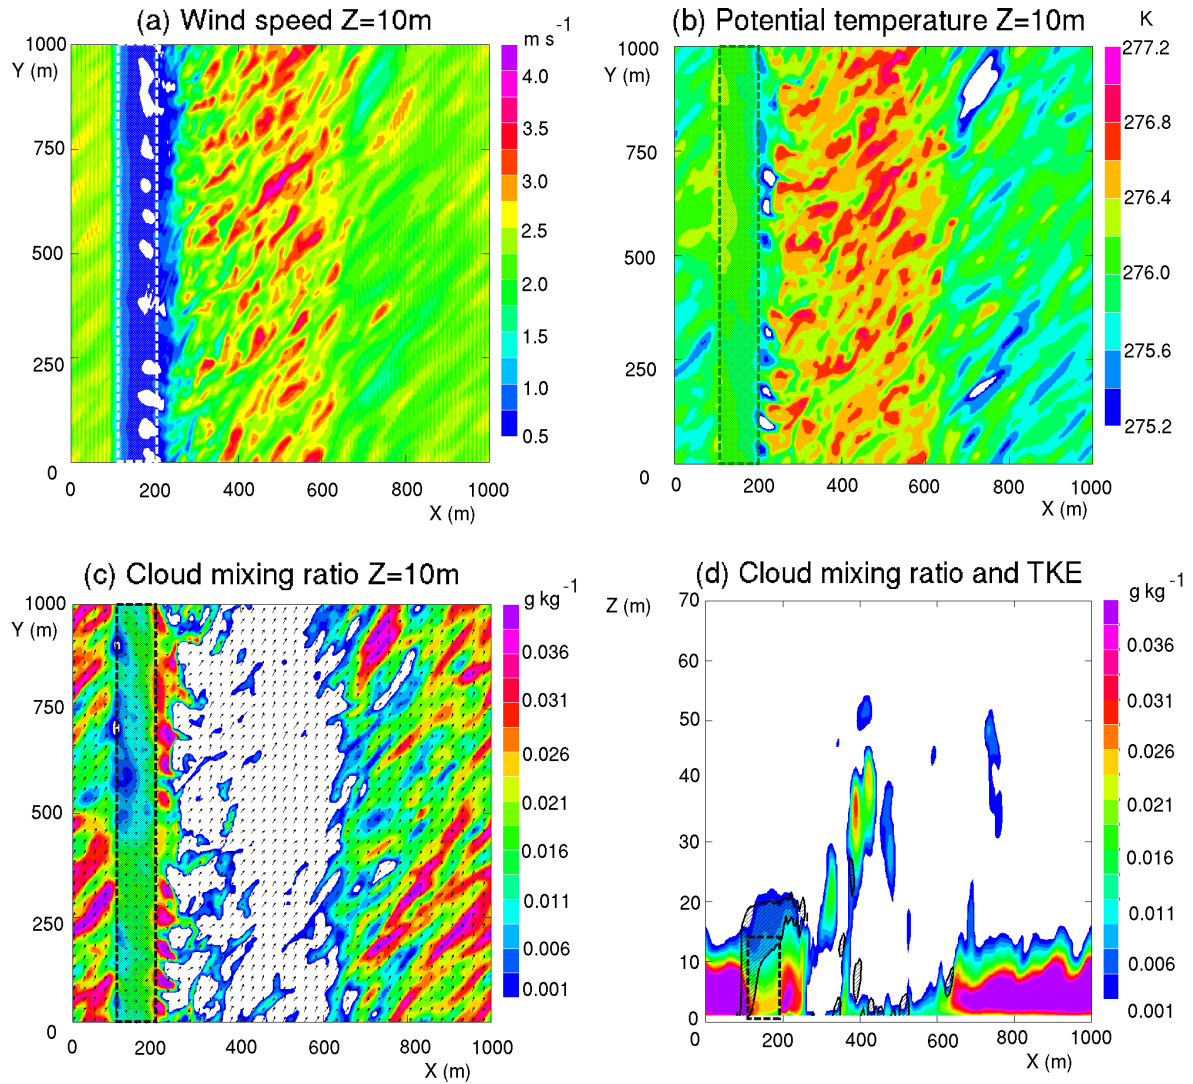 (a) Wind speed Z=10m
m s⁻¹
Y (m)
1000
750
500
250
0
0 200 400 600 800 1000
X (m)
4.0
3.5
3.0
2.5
2.0
1.5
1.0
0.5
(b) Potential temperature Z=10m
K
Y (m)
1000
750
500
250
0
0 200 400 600 800 1000
X (m)
277.2
276.8
276.4
276.0
275.6
275.2
(c) Cloud mixing ratio Z=10m
g kg⁻¹
Y (m)
1000
750
500
250
0
0 200 400 600 800 1000
X (m)
0.036
0.031
0.026
0.021
0.016
0.011
0.006
0.001
(d) Cloud mixing ratio and TKE
g kg⁻¹
Z (m)
70
60
50
40
30
20
10
0
0 200 400 600 800 1000
X (m)
0.036
0.031
0.026
0.021
0.016
0.011
0.006
0.001